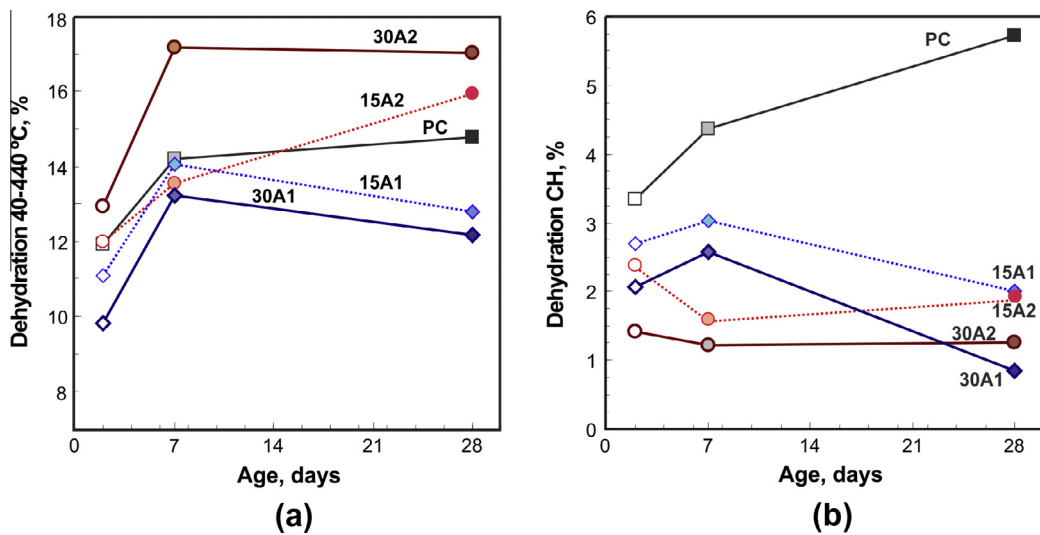 18
16
14
12
10
8
Dehydration 40-440 ºC, %
30A2
15A2
PC
15A1
30A1
0 7 14 21 28
Age, days
(a)
6
5
4
3
2
1
0
Dehydration CH, %
PC
15A1
15A2
30A2
30A1
0 7 14 21 28
Age, days
(b)